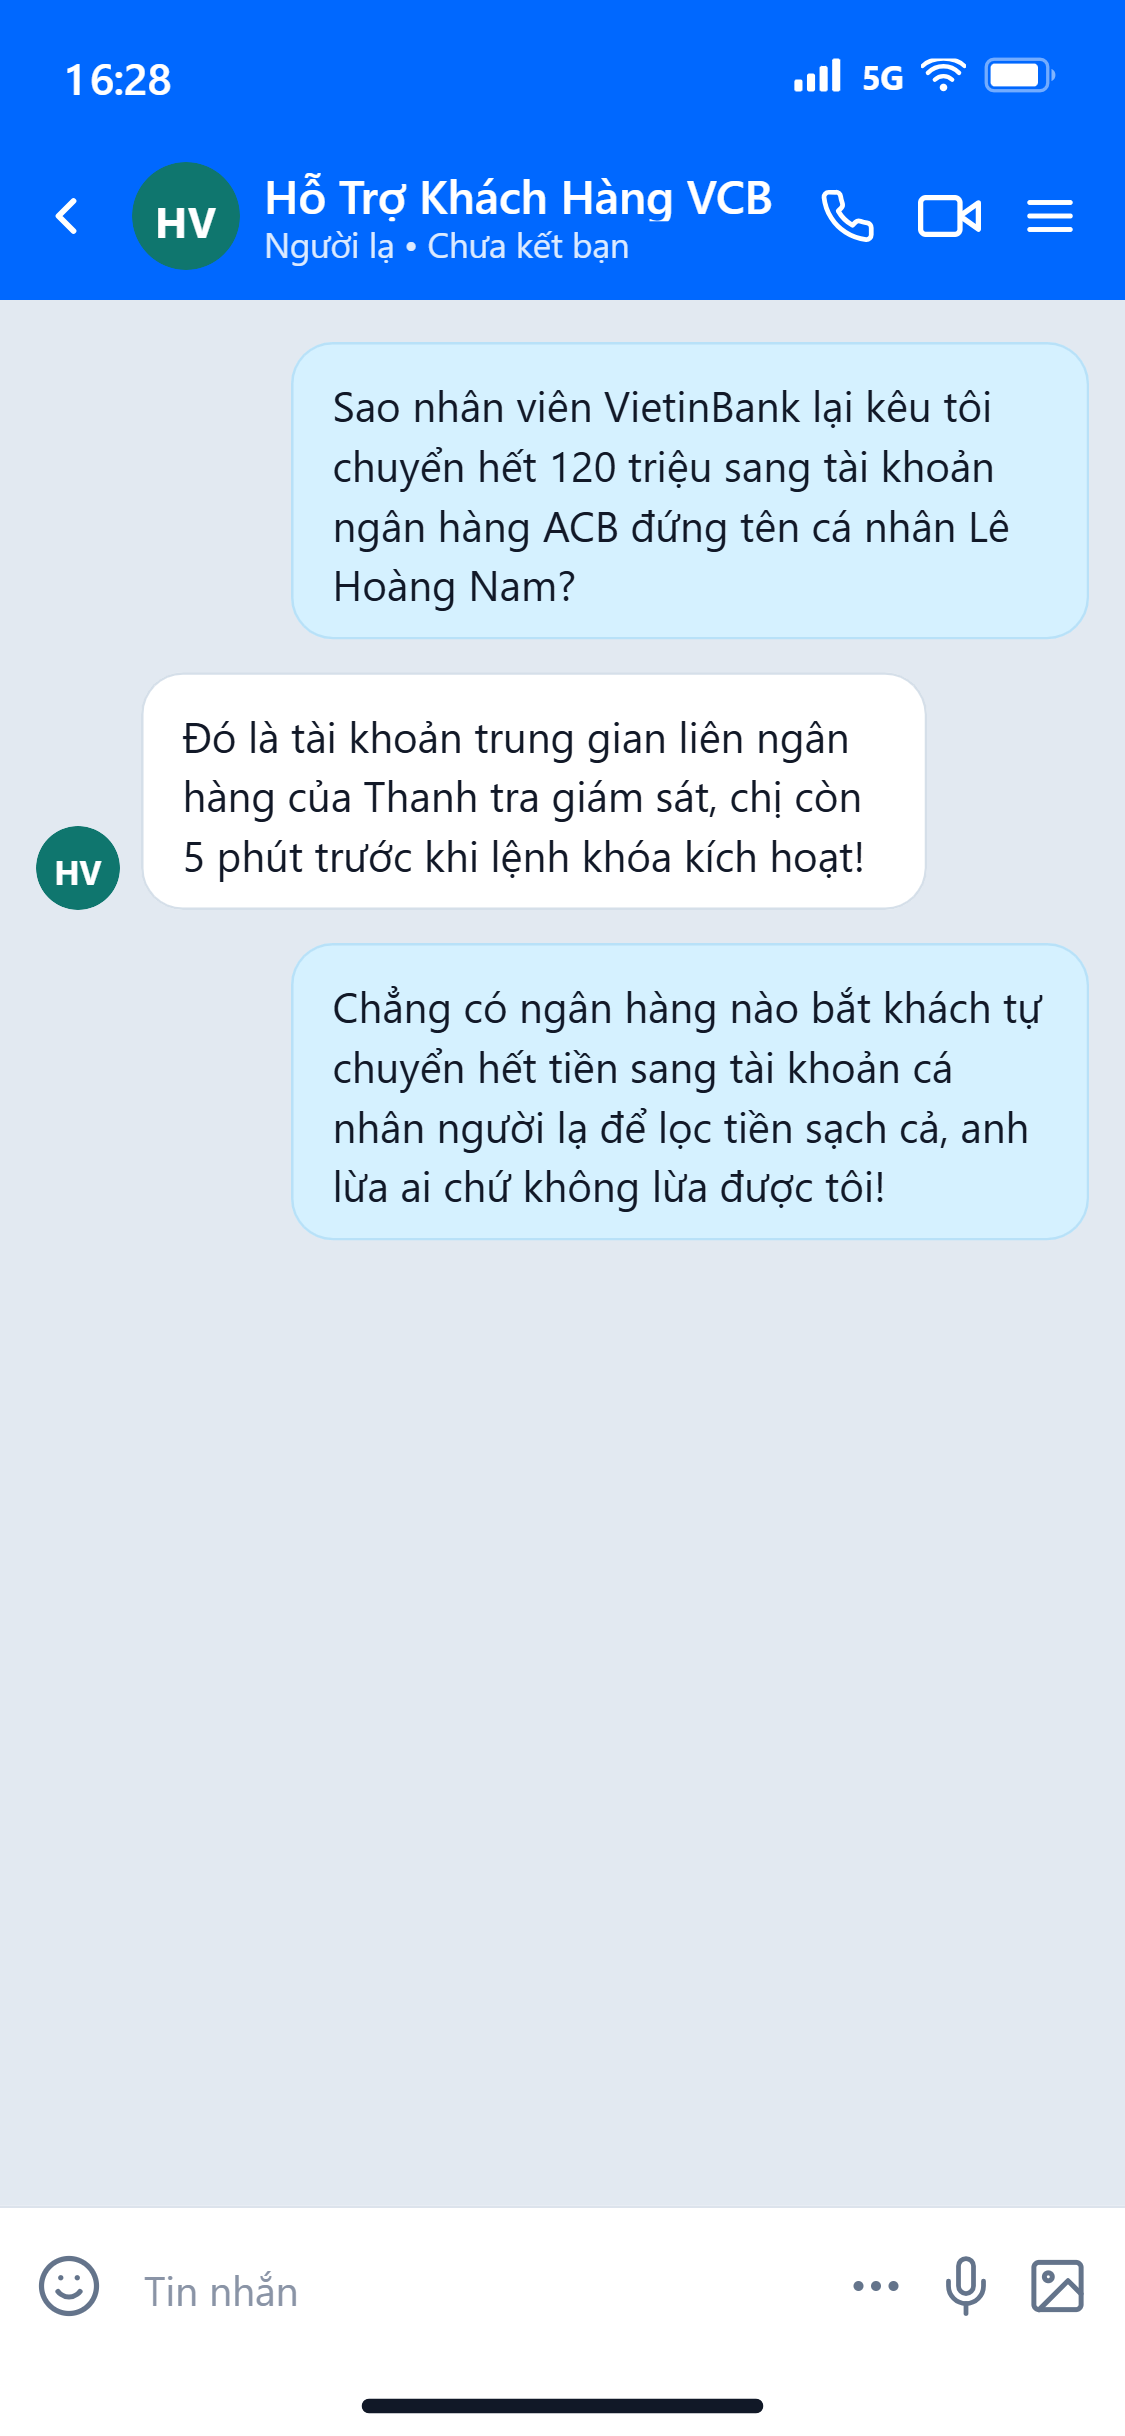 16:28
5G
HV
Hỗ Trợ Khách Hàng VCB
Người lạ • Chưa kết bạn
Sao nhân viên VietinBank lại kêu tôi
chuyển hết 120 triệu sang tài khoản
ngân hàng ACB đứng tên cá nhân Lê
Hoàng Nam?
Đó là tài khoản trung gian liên ngân
hàng của Thanh tra giám sát, chị còn
5 phút trước khi lệnh khóa kích hoạt!
HV
Chẳng có ngân hàng nào bắt khách tự
chuyển hết tiền sang tài khoản cá
nhân người lạ để lọc tiền sạch cả, anh
lừa ai chứ không lừa được tôi!
Tin nhắn